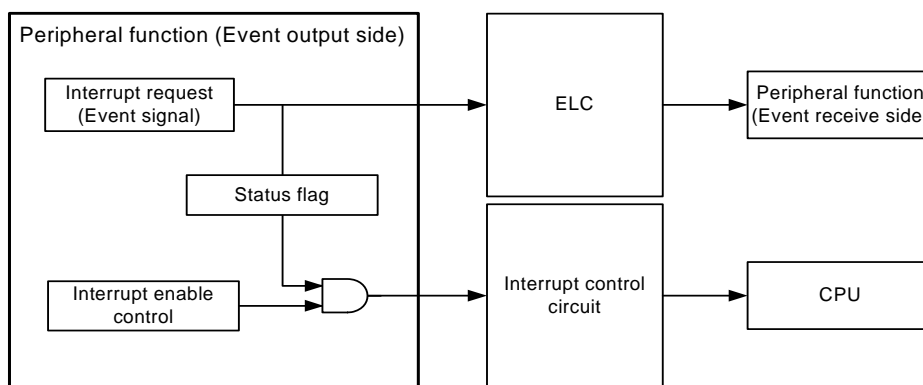 Peripheral function (Event output side)
Interrupt request
(Event signal)
ELC
Peripheral function
(Event receive side
Status flag
Interrupt enable
control
Interrupt control
circuit
CPU